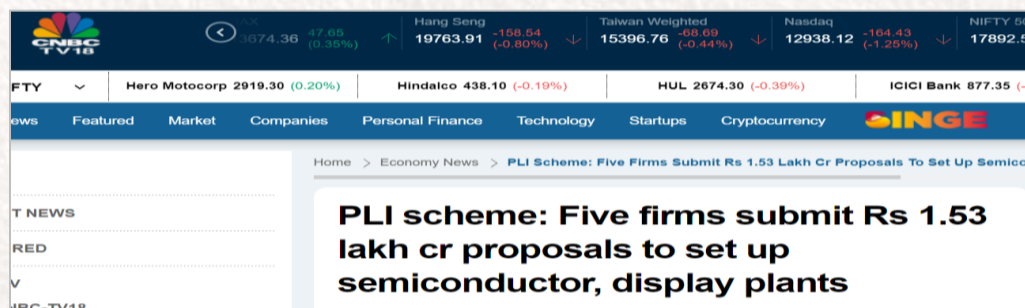 Hang Seng Taiwan Weighted Nasdaq NIFTY 50
CNBC TV18 3674.36 47.65 (0.35%) 19763.91 -158.54 (-0.80%) 15396.76 -68.69 (-0.44%) 12938.12 -164.43 (-1.25%) 17892.5
FTY Hero Motocorp 2919.30 (0.20%) Hindalco 438.10 (-0.19%) HUL 2674.30 (-0.39%) ICICI Bank 877.35 (-
ews Featured Market Companies Personal Finance Technology Startups Cryptocurrency BINGE
Home > Economy News > PLI Scheme: Five Firms Submit Rs 1.53 Lakh Cr Proposals To Set Up Semico
T NEWS
RED
V
NBC-TV18
PLI scheme: Five firms submit Rs 1.53
lakh cr proposals to set up
semiconductor, display plants